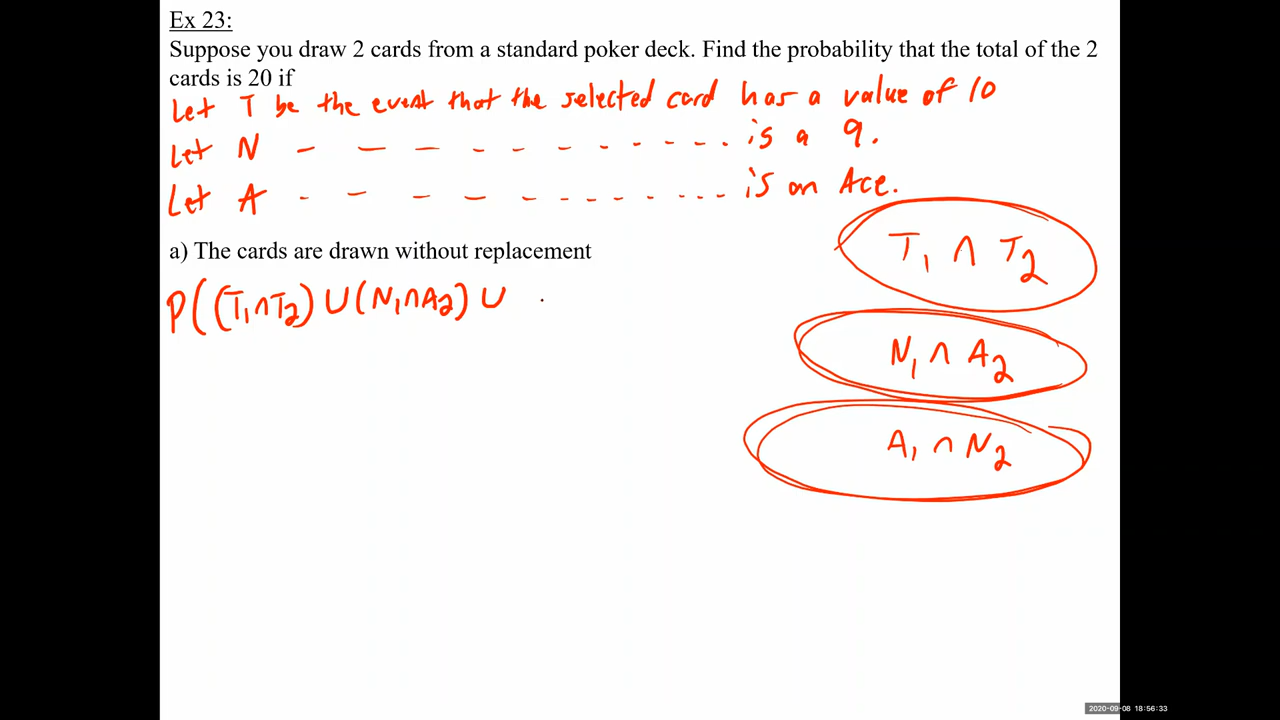 Ex 23:
Suppose you draw 2 cards from a standard poker deck. Find the probability that the total of the 2
cards is 20 if
Let T be the event that the selected card has a value of 10
Let N - - - - - - - - - - - - is a 9.
Let A - - - - - - - - - - - - is an Ace.
a) The cards are drawn without replacement
P((T₁∩T₂) ∪ (N₁∩A₂) ∪
T₁ ∩ T₂
N₁ ∩ A₂
A₁ ∩ N₂
2020-09-08 18:56:33